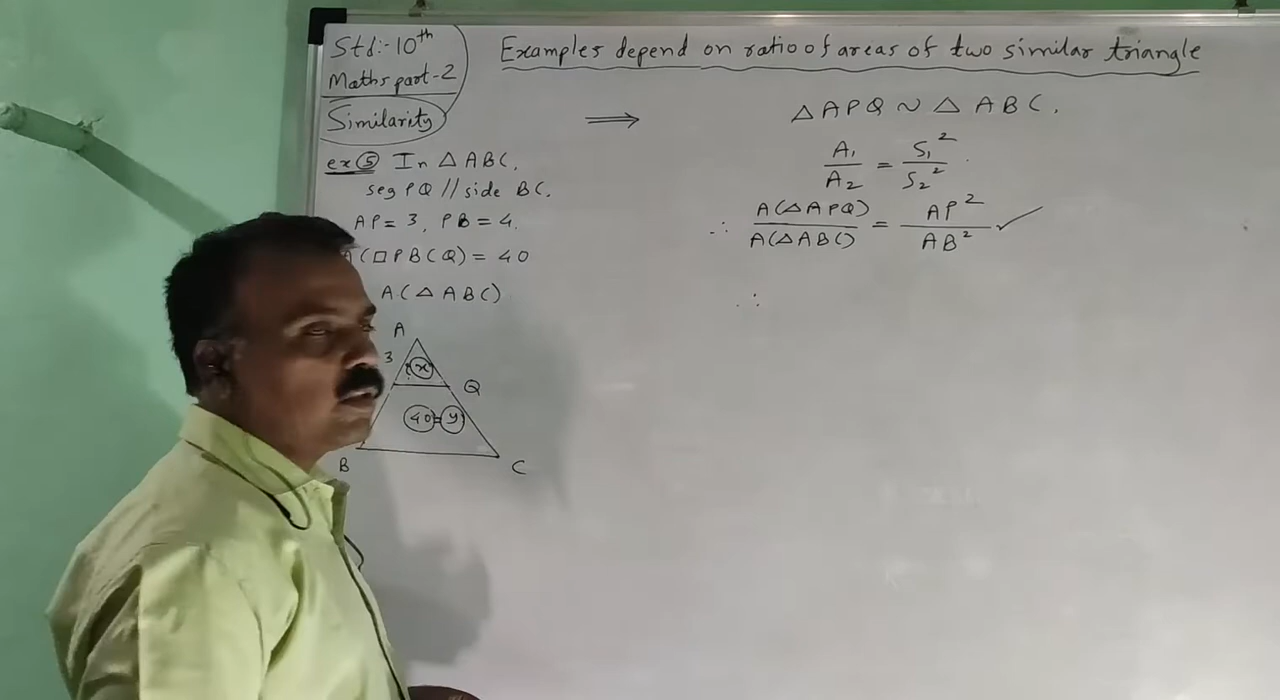 Std:- 10th
Maths part-2
Similarity
Examples depend on ratio of areas of two similar triangle
ex ⑤ In △ABC,
seg PQ // side BC.
AP = 3, PB = 4.
(□PBCQ) = 40
A(△ABC)
A
3
x
Q
40 = y
B
C
⟹ △APQ ~ △ABC.
A₁/A₂ = S₁²/S₂²
∴ A(△APQ)/A(△ABC) = AP²/AB² ✓
∴